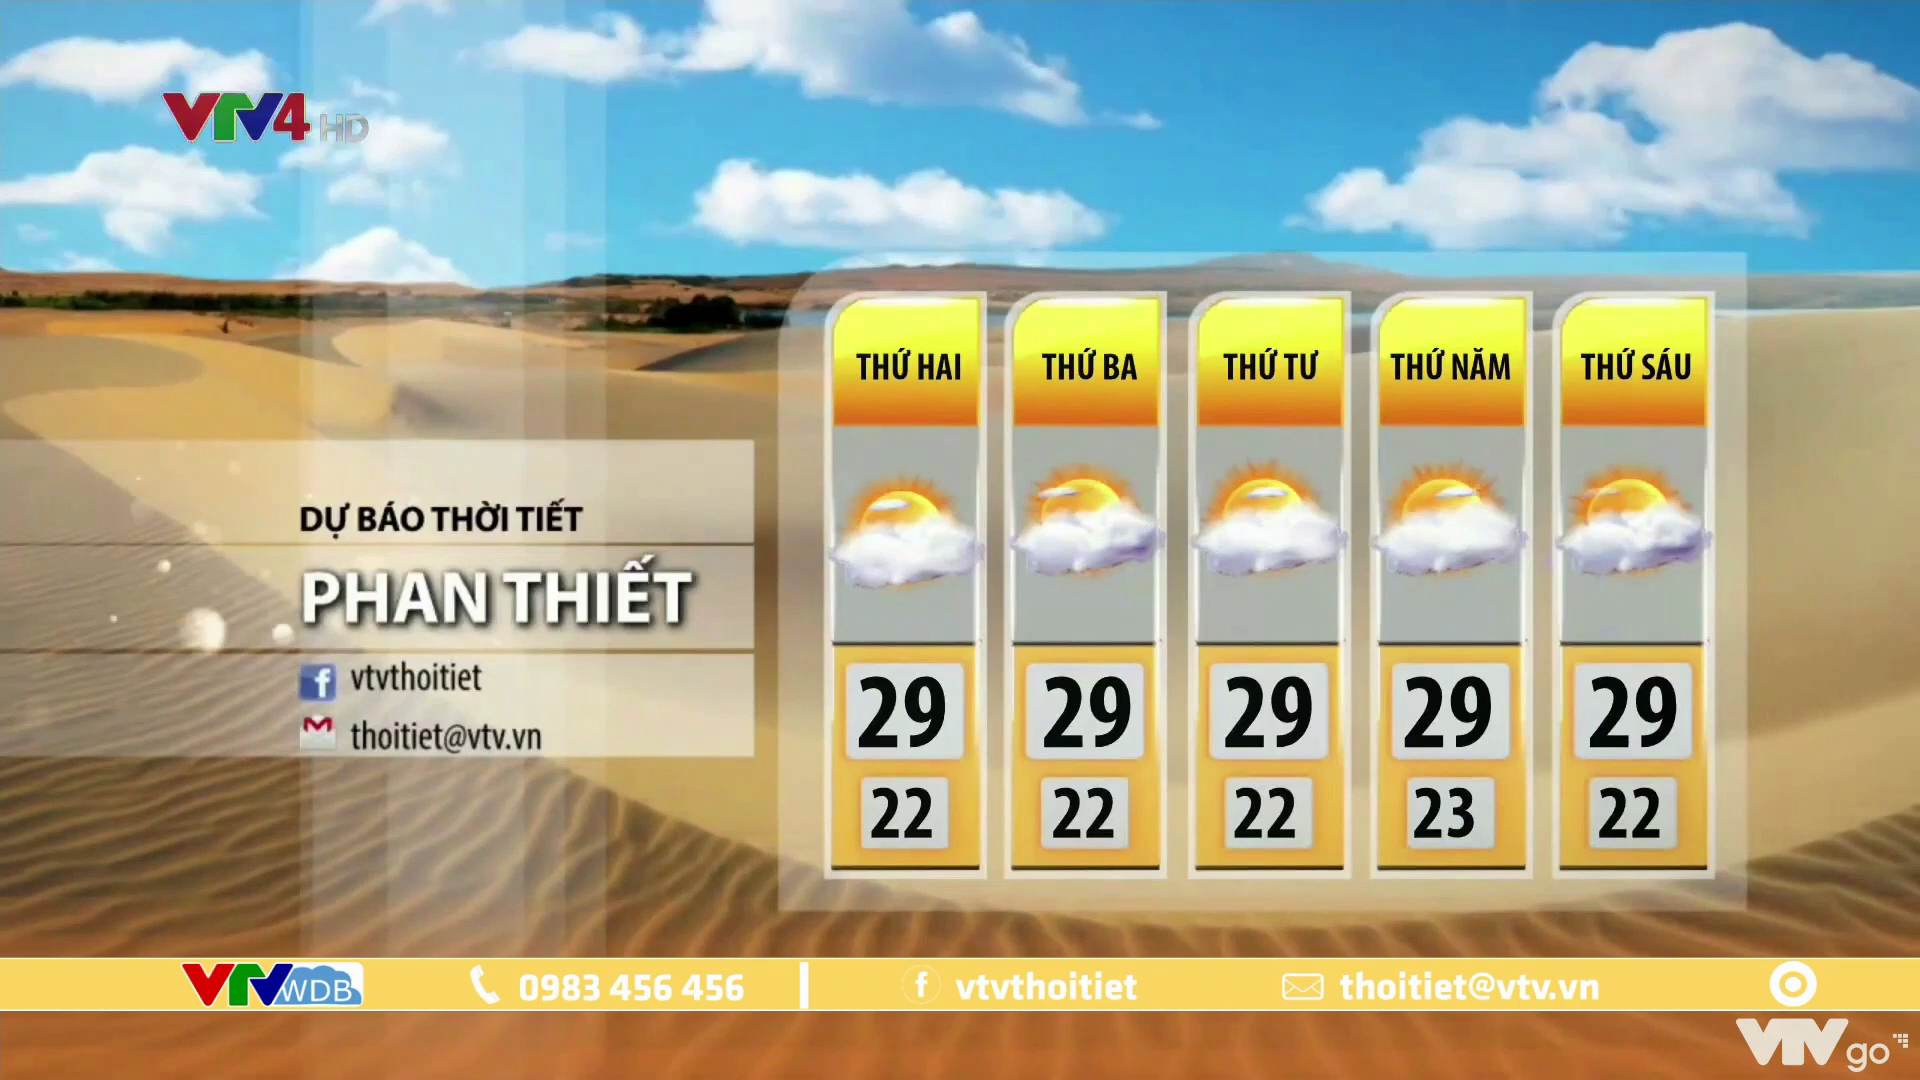 VTV4 HD
DỰ BÁO THỜI TIẾT
PHAN THIẾT
vtvthoitiet
thoitiet@vtv.vn
THỨ HAI THỨ BA THỨ TƯ THỨ NĂM THỨ SÁU
29 29 29 29 29
22 22 22 23 22
VTV WDB 0983 456 456 vtvthoitiet thoitiet@vtv.vn
VTV go